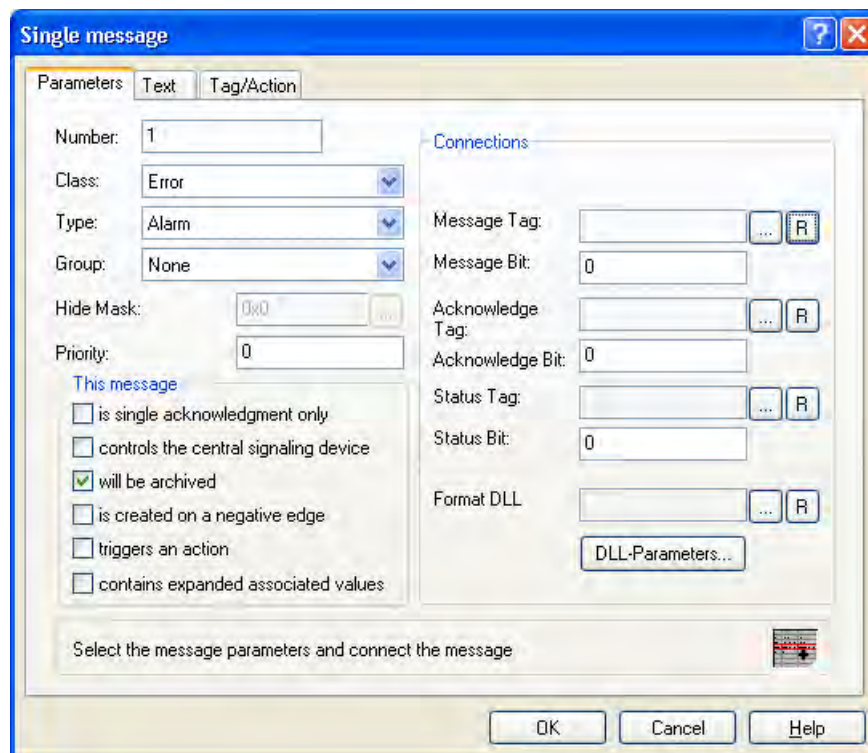 Single message
Parameters Text Tag/Action
Number: 1
Class: Error
Type: Alarm
Group: None
Hide Mask: 0x0 ...
Priority: 0
This message
is single acknowledgment only
controls the central signaling device
will be archived
is created on a negative edge
triggers an action
contains expanded associated values
Connections
Message Tag: ... R
Message Bit: 0
Acknowledge
Tag: ... R
Acknowledge Bit: 0
Status Tag: ... R
Status Bit: 0
Format DLL ... R
DLL-Parameters...
Select the message parameters and connect the message
OK Cancel Help